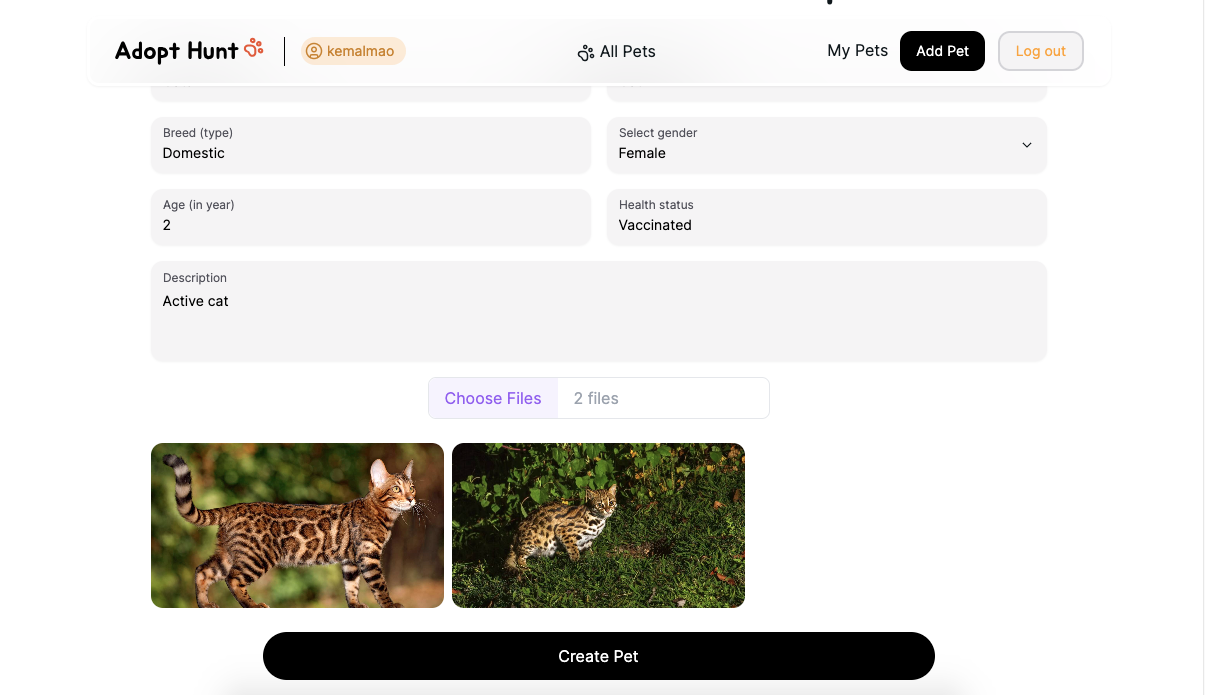 Adopt Hunt
kemalmao
All Pets
My Pets
Add Pet
Log out
Breed (type)
Domestic
Select gender
Female
Age (in year)
2
Health status
Vaccinated
Description
Active cat
Choose Files
2 files
Create Pet